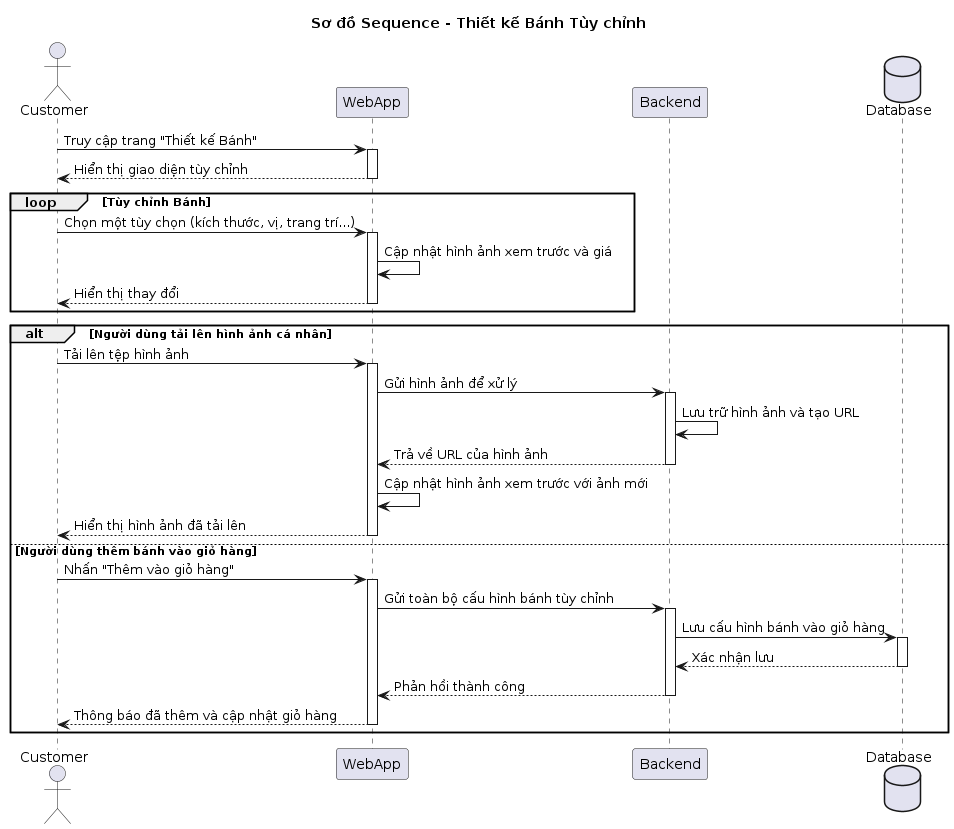 Sơ đồ Sequence - Thiết kế Bánh Tùy chỉnh
Customer
WebApp
Backend
Database
Truy cập trang "Thiết kế Bánh"
Hiển thị giao diện tùy chỉnh
loop [Tùy chỉnh Bánh]
Chọn một tùy chọn (kích thước, vị, trang trí...)
Cập nhật hình ảnh xem trước và giá
Hiển thị thay đổi
alt [Người dùng tải lên hình ảnh cá nhân]
Tải lên tệp hình ảnh
Gửi hình ảnh để xử lý
Lưu trữ hình ảnh và tạo URL
Trả về URL của hình ảnh
Cập nhật hình ảnh xem trước với ảnh mới
Hiển thị hình ảnh đã tải lên
[Người dùng thêm bánh vào giỏ hàng]
Nhấn "Thêm vào giỏ hàng"
Gửi toàn bộ cấu hình bánh tùy chỉnh
Lưu cấu hình bánh vào giỏ hàng
Xác nhận lưu
Phản hồi thành công
Thông báo đã thêm và cập nhật giỏ hàng
Customer
WebApp
Backend
Database